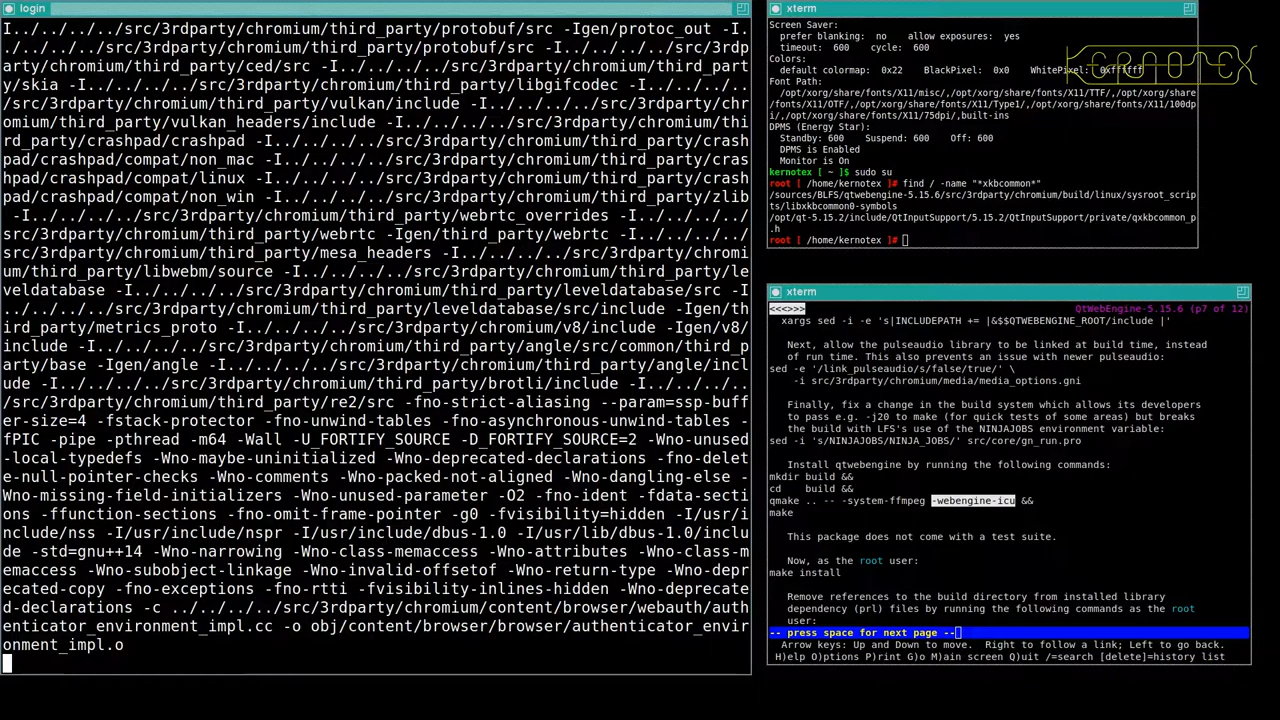 login
I../../../../src/3rdparty/chromium/third_party/protobuf/src -Igen/protoc_out -I.
./../../../src/3rdparty/chromium/third_party/protobuf/src -I../../../../src/3rdp
arty/chromium/third_party/ced/src -I../../../../src/3rdparty/chromium/third_part
y/skia -I../../../../src/3rdparty/chromium/third_party/libgifcodec -I../../../..
/src/3rdparty/chromium/third_party/vulkan/include -I../../../../src/3rdparty/chr
omium/third_party/vulkan_headers/include -I../../../../src/3rdparty/chromium/thi
rd_party/crashpad/crashpad -I../../../../src/3rdparty/chromium/third_party/crash
pad/crashpad/compat/non_mac -I../../../../src/3rdparty/chromium/third_party/cras
hpad/crashpad/compat/linux -I../../../../src/3rdparty/chromium/third_party/crash
pad/crashpad/compat/non_win -I../../../../src/3rdparty/chromium/third_party/zlib
 -I../../../../src/3rdparty/chromium/third_party/webrtc_overrides -I../../../../
src/3rdparty/chromium/third_party/webrtc -Igen/third_party/webrtc -I../../../../
src/3rdparty/chromium/third_party/mesa_headers -I../../../../src/3rdparty/chromi
um/third_party/libwebm/source -I../../../../src/3rdparty/chromium/third_party/le
veldatabase -I../../../../src/3rdparty/chromium/third_party/leveldatabase/src -I
../../../../src/3rdparty/chromium/third_party/leveldatabase/src/include -Igen/th
ird_party/metrics_proto -I../../../../src/3rdparty/chromium/v8/include -Igen/v8/
include -I../../../../src/3rdparty/chromium/third_party/angle/src/common/third_p
arty/base -Igen/angle -I../../../../src/3rdparty/chromium/third_party/angle/incl
ude -I../../../../src/3rdparty/chromium/third_party/brotli/include -I../../../..
/src/3rdparty/chromium/third_party/re2/src -fno-strict-aliasing --param=ssp-buff
er-size=4 -fstack-protector -fno-unwind-tables -fno-asynchronous-unwind-tables -
fPIC -pipe -pthread -m64 -Wall -U_FORTIFY_SOURCE -D_FORTIFY_SOURCE=2 -Wno-unused
-local-typedefs -Wno-maybe-uninitialized -Wno-deprecated-declarations -fno-delet
e-null-pointer-checks -Wno-comments -Wno-packed-not-aligned -Wno-dangling-else -
Wno-missing-field-initializers -Wno-unused-parameter -O2 -fno-ident -fdata-secti
ons -ffunction-sections -fno-omit-frame-pointer -g0 -fvisibility=hidden -I/usr/i
nclude/nss -I/usr/include/nspr -I/usr/include/dbus-1.0 -I/usr/lib/dbus-1.0/inclu
de -std=gnu++14 -Wno-narrowing -Wno-class-memaccess -Wno-attributes -Wno-class-m
emaccess -Wno-subobject-linkage -Wno-invalid-offsetof -Wno-return-type -Wno-depr
ecated-copy -fno-exceptions -fno-rtti -fvisibility-inlines-hidden -Wno-deprecate
d-declarations -c ../../../../src/3rdparty/chromium/content/browser/webauth/auth
enticator_environment_impl.cc -o obj/content/browser/browser/authenticator_envir
onment_impl.o
xterm
Screen Saver:
prefer blanking:  no    allow exposures:  yes
timeout:  600    cycle:  600
Colors:
default colormap: 0x22    BlackPixel: 0x0    WhitePixel: 0xffffff
Font Path:
/opt/xorg/share/fonts/X11/misc/,/opt/xorg/share/fonts/X11/TTF/,/opt/xorg/share
/fonts/X11/OTF/,/opt/xorg/share/fonts/X11/Type1/,/opt/xorg/share/fonts/X11/100dp
i/,/opt/xorg/share/fonts/X11/75dpi/,built-ins
DPMS (Energy Star):
Standby: 600    Suspend: 600    Off: 600
DPMS is Enabled
Monitor is On
kernotex [ ~ ]$ sudo su
root [ /home/kernotex ]# find / -name "*xkbcommon*"
/sources/BLFS/qtwebengine-5.15.6/src/3rdparty/chromium/build/linux/sysroot_scrip
ts/libxkbcommon0-symbols
/opt/qt-5.15.2/include/QtInputSupport/5.15.2/QtInputSupport/private/qxkbcommon_p
.h
root [ /home/kernotex ]#
KERNOTEX
xterm
<<<>>> QtWebEngine-5.15.6 (p7 of 12)
xargs sed -i -e 's|INCLUDEPATH += |&$$QTWEBENGINE_ROOT/include |'
Next, allow the pulseaudio library to be linked at build time, instead
of run time. This also prevents an issue with newer pulseaudio:
sed -e '/link_pulseaudio/s/false/true/' \
-i src/3rdparty/chromium/media/media_options.gni
Finally, fix a change in the build system which allows its developers
to pass e.g. -j20 to make (for quick tests of some areas) but breaks
the build with LFS's use of the NINJAJOBS environment variable:
sed -i 's/NINJAJOBS/NINJA_JOBS/' src/core/gn_run.pro
Install qtwebengine by running the following commands:
mkdir build &&
cd    build &&
qmake .. -- -system-ffmpeg -webengine-icu &&
make
This package does not come with a test suite.
Now, as the root user:
make install
Remove references to the build directory from installed library
dependency (prl) files by running the following commands as the root
user:
-- press space for next page --
Arrow keys: Up and Down to move.  Right to follow a link; Left to go back.
H)elp O)ptions P)rint G)o M)ain screen Q)uit /=search [delete]=history list